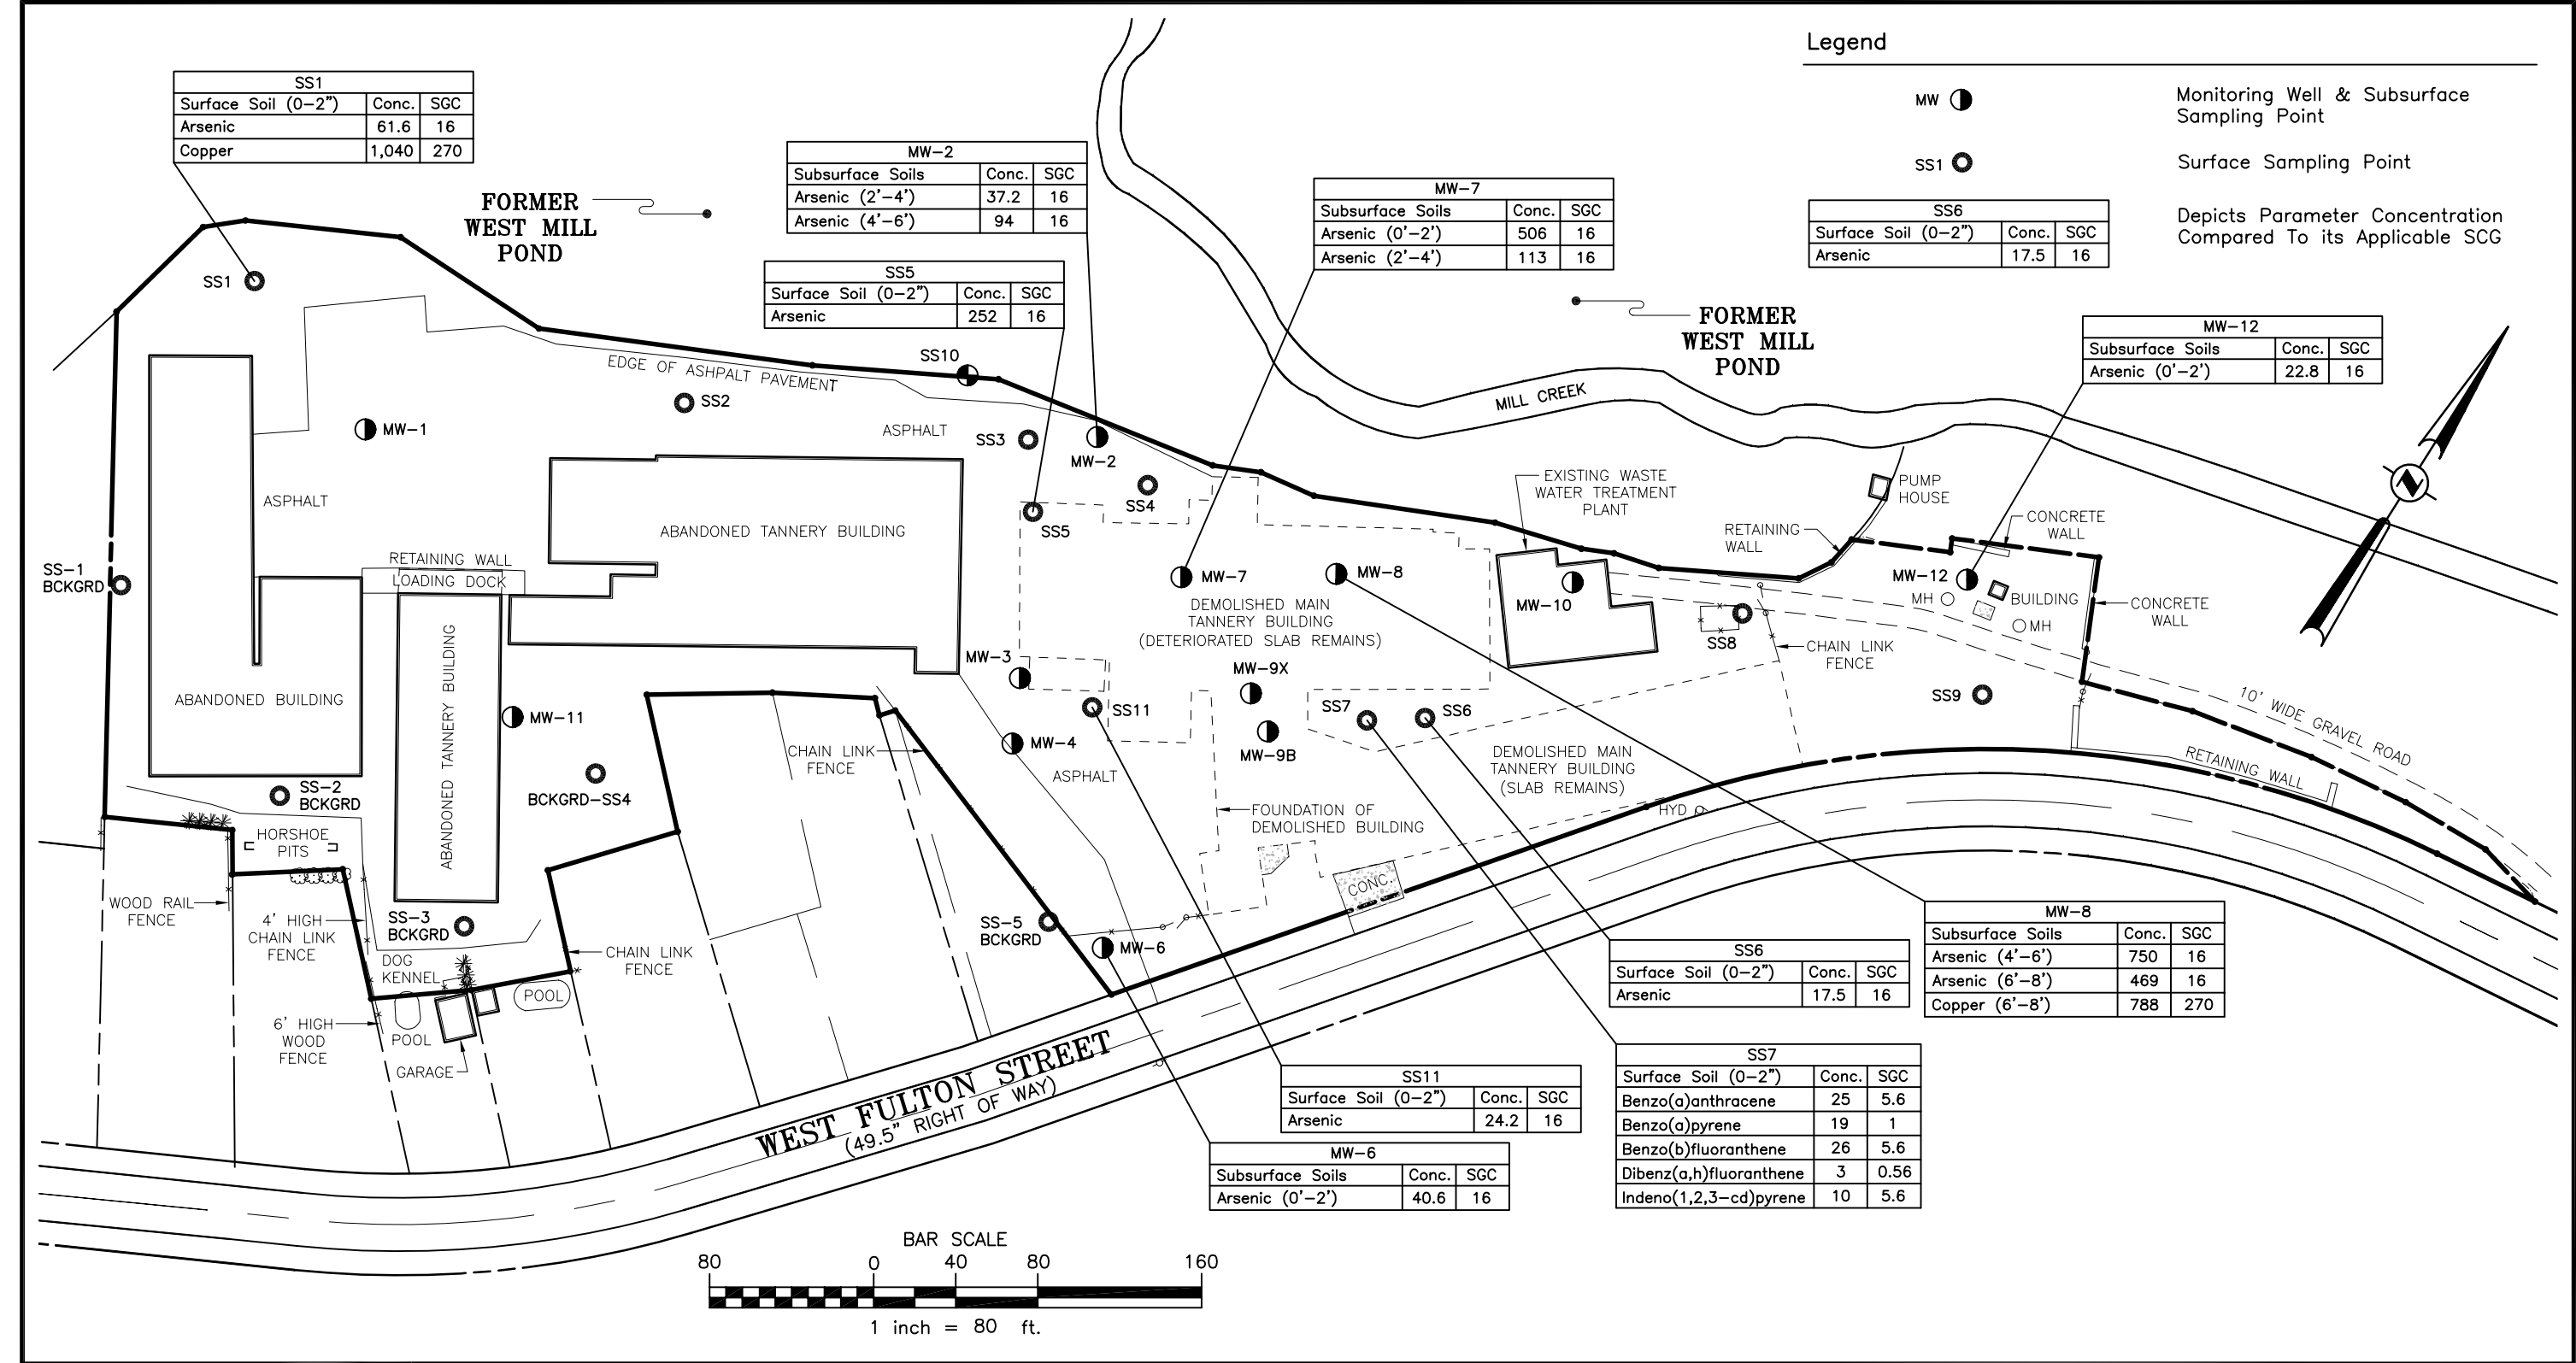 Legend
MW
Monitoring Well & Subsurface
Sampling Point
SS1
Surface Sampling Point
SS6
Surface Soil (0-2") Conc. SGC
Arsenic 17.5 16
Depicts Parameter Concentration
Compared To its Applicable SCG
SS1
Surface Soil (0-2") Conc. SGC
Arsenic 61.6 16
Copper 1,040 270
FORMER
WEST MILL
POND
MW-2
Subsurface Soils Conc. SGC
Arsenic (2'-4') 37.2 16
Arsenic (4'-6') 94 16
SS5
Surface Soil (0-2") Conc. SGC
Arsenic 252 16
MW-7
Subsurface Soils Conc. SGC
Arsenic (0'-2') 506 16
Arsenic (2'-4') 113 16
FORMER
WEST MILL
POND
MW-12
Subsurface Soils Conc. SGC
Arsenic (0'-2') 22.8 16
N
SS1
SS10
EDGE OF ASHPALT PAVEMENT
SS2
MW-1
ASPHALT
SS3
MW-2
MILL CREEK
SS4
SS5
ASPHALT
ABANDONED TANNERY BUILDING
EXISTING WASTE
WATER TREATMENT
PLANT
PUMP
HOUSE
RETAINING
WALL
CONCRETE
WALL
RETAINING WALL
LOADING DOCK
SS-1
BCKGRD
MW-7
MW-8
MW-10
MW-12
MH
BUILDING
MH
CONCRETE
WALL
DEMOLISHED MAIN
TANNERY BUILDING
(DETERIORATED SLAB REMAINS)
SS8
CHAIN LINK
FENCE
MW-3
MW-9X
ABANDONED BUILDING
ABANDONED TANNERY BUILDING
MW-11
SS11
SS7
SS6
SS9
10' WIDE GRAVEL ROAD
MW-4
MW-9B
CHAIN LINK
FENCE
ASPHALT
DEMOLISHED MAIN
TANNERY BUILDING
(SLAB REMAINS)
RETAINING WALL
SS-2
BCKGRD
BCKGRD-SS4
FOUNDATION OF
DEMOLISHED BUILDING
HYD
HORSHOE
PITS
CONC.
WOOD RAIL
FENCE
4' HIGH
CHAIN LINK
FENCE
SS-3
BCKGRD
SS-5
BCKGRD
MW-6
DOG
KENNEL
CHAIN LINK
FENCE
POOL
6' HIGH
WOOD
FENCE
POOL
GARAGE
WEST FULTON STREET
(49.5" RIGHT OF WAY)
MW-8
Subsurface Soils Conc. SGC
Arsenic (4'-6') 750 16
Arsenic (6'-8') 469 16
Copper (6'-8') 788 270
SS6
Surface Soil (0-2") Conc. SGC
Arsenic 17.5 16
SS7
Surface Soil (0-2") Conc. SGC
Benzo(a)anthracene 25 5.6
Benzo(a)pyrene 19 1
Benzo(b)fluoranthene 26 5.6
Dibenz(a,h)fluoranthene 3 0.56
Indeno(1,2,3-cd)pyrene 10 5.6
SS11
Surface Soil (0-2") Conc. SGC
Arsenic 24.2 16
MW-6
Subsurface Soils Conc. SGC
Arsenic (0'-2') 40.6 16
BAR SCALE
80 0 40 80 160
1 inch = 80 ft.